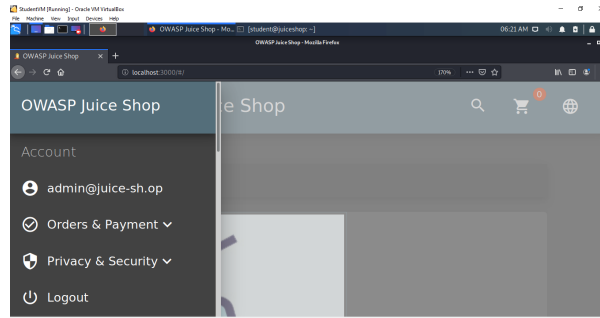 StudentVM [Running] - Oracle VM VirtualBox
File Machine View Input Devices Help
OWASP Juice Shop - Mo...
[student@juiceshop: ~]
06:21 AM
OWASP Juice Shop - Mozilla Firefox
OWASP Juice Shop
localhost:3000/#/
170%
OWASP Juice Shop
e Shop
0
Account
admin@juice-sh.op
Orders & Payment
Privacy & Security
Logout